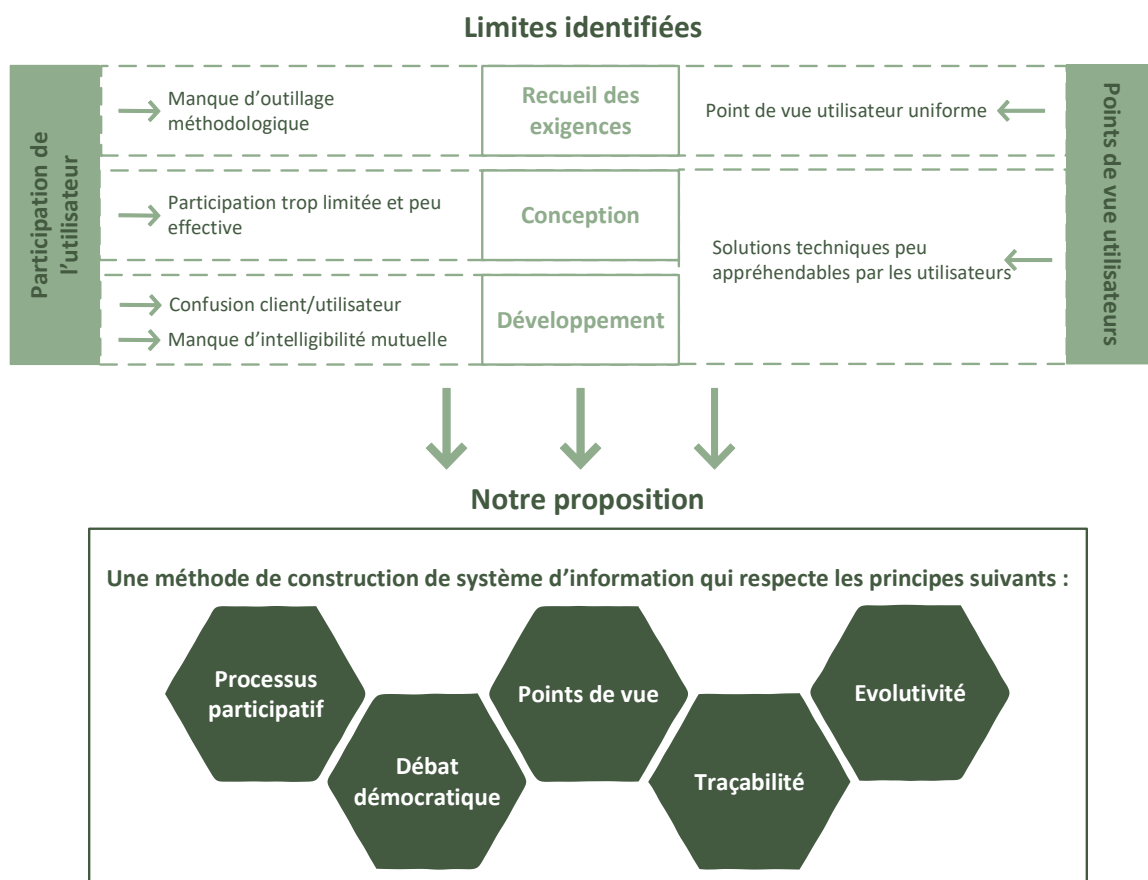 Limites identifiées
Participation de
l'utilisateur
Manque d'outillage
méthodologique
Recueil des
exigences
Point de vue utilisateur uniforme
Points de vue utilisateurs
Participation trop limitée et peu
effective
Conception
Solutions techniques peu
appréhendables par les utilisateurs
Confusion client/utilisateur
Manque d'intelligibilité mutuelle
Développement
Notre proposition
Une méthode de construction de système d'information qui respecte les principes suivants :
Processus
participatif
Débat
démocratique
Points de vue
Traçabilité
Evolutivité